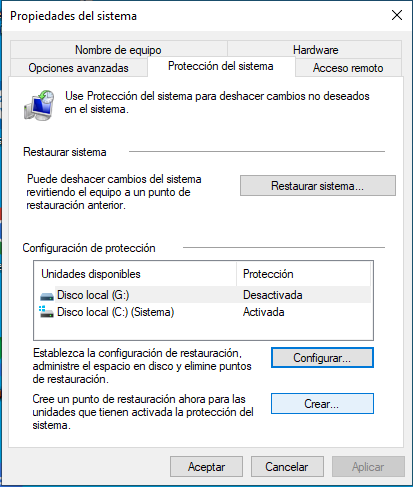 Propiedades del sistema
Nombre de equipo
Hardware
Opciones avanzadas
Protección del sistema
Acceso remoto
Use Protección del sistema para deshacer cambios no deseados
en el sistema.
Restaurar sistema
Puede deshacer cambios del sistema
revirtiendo el equipo a un punto de
restauración anterior.
Restaurar sistema...
Configuración de protección
Unidades disponibles
Protección
Disco local (G:)
Desactivada
Disco local (C:) (Sistema)
Activada
Establezca la configuración de restauración,
administre el espacio en disco y elimine puntos
de restauración.
Configurar...
Cree un punto de restauración ahora para las
unidades que tienen activada la protección del
sistema.
Crear...
Aceptar
Cancelar
Aplicar